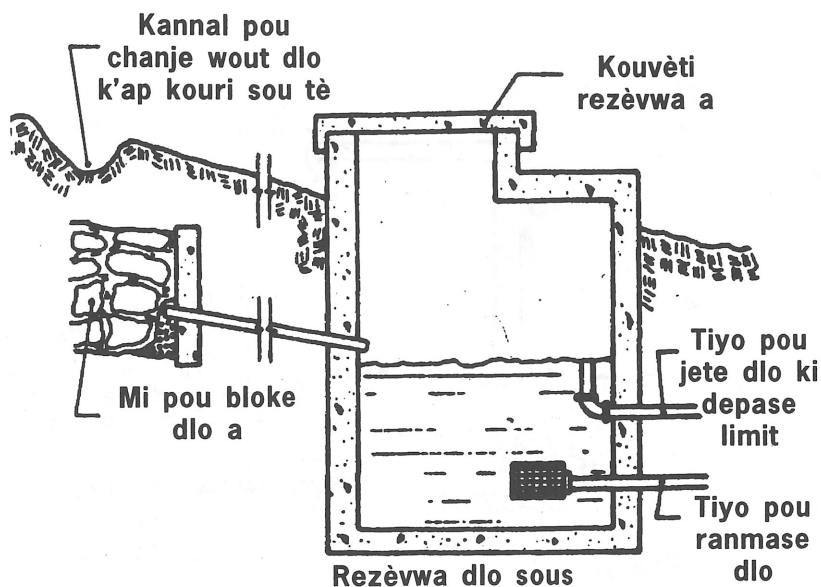 Kannal pou
chanje wout dlo
k'ap kouri sou tè
Kouvèti
rezèvwa a
Mi pou bloke
dlo a
Tiyo pou
jete dlo ki
depase
limit
Tiyo pou
ranmase
dlo
Rezèvwa dlo sous